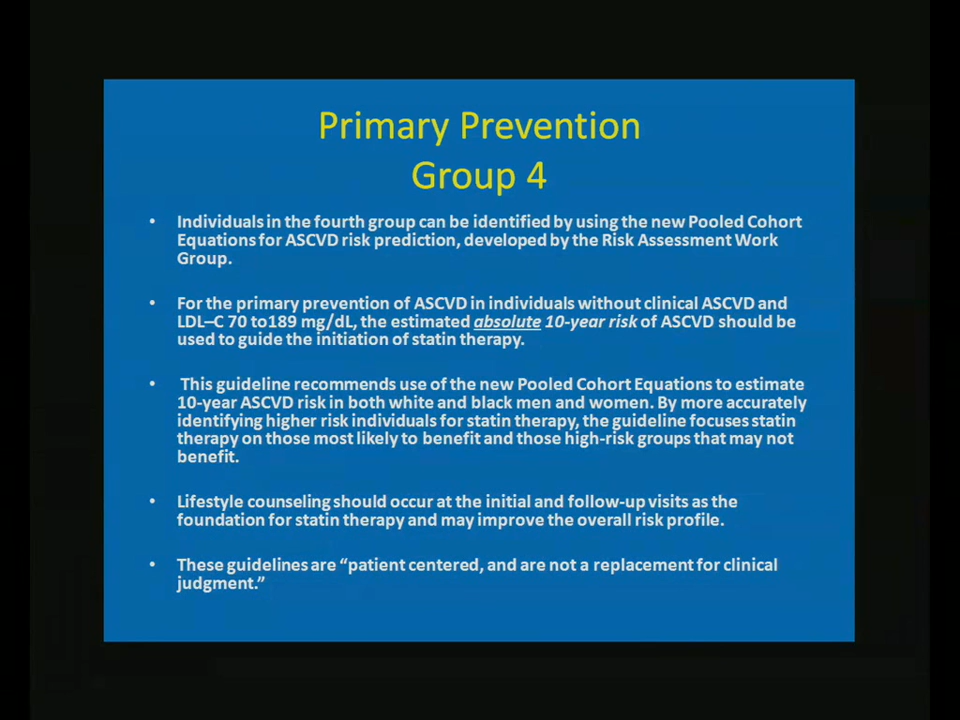 Primary Prevention
Group 4
• Individuals in the fourth group can be identified by using the new Pooled Cohort
Equations for ASCVD risk prediction, developed by the Risk Assessment Work
Group.
• For the primary prevention of ASCVD in individuals without clinical ASCVD and
LDL–C 70 to189 mg/dL, the estimated absolute 10-year risk of ASCVD should be
used to guide the initiation of statin therapy.
• This guideline recommends use of the new Pooled Cohort Equations to estimate
10-year ASCVD risk in both white and black men and women. By more accurately
identifying higher risk individuals for statin therapy, the guideline focuses statin
therapy on those most likely to benefit and those high-risk groups that may not
benefit.
• Lifestyle counseling should occur at the initial and follow-up visits as the
foundation for statin therapy and may improve the overall risk profile.
• These guidelines are “patient centered, and are not a replacement for clinical
judgment.”